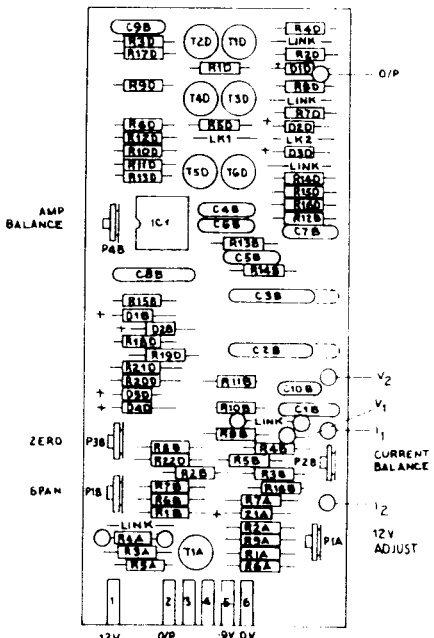 C9B
R3D
R17D
T2D T1D
R4D
LINK
R2D
R1D
+ D1D
O/P
R9D
R8D
T4D T3D
LINK
R7D
R6D
+ D2D
R12D
LK1
LK2
R10D
+ D3D
R11D
LINK
R13D
T5D T6D
R14D
R15D
R16D
R12B
AMP
BALANCE
P4B
IC1
C4B
C6B
C7B
R13B
C5B
R14B
C8B
R15B
C3B
+ D1B
+ D2B
R18D
R19D
C2B
R21D
R20D
R11B
V2
+ D5D
C10B
+ D4D
R10B
C1B
V1
LINK
I1
ZERO
P3B
R8B
R9B
R4B
CURRENT
BALANCE
P2B
R22D
R5B
R2B
R3B
SPAN
P1B
R7B
R16B
R6B
R7A
I2
R1B
+ Z1A
LINK
R2A
12V
ADJUST
P1A
R4A
R9A
R3A
T1A
R1A
R5A
R6A
1 2 3 4 5 6
12V O/P -9V 0V